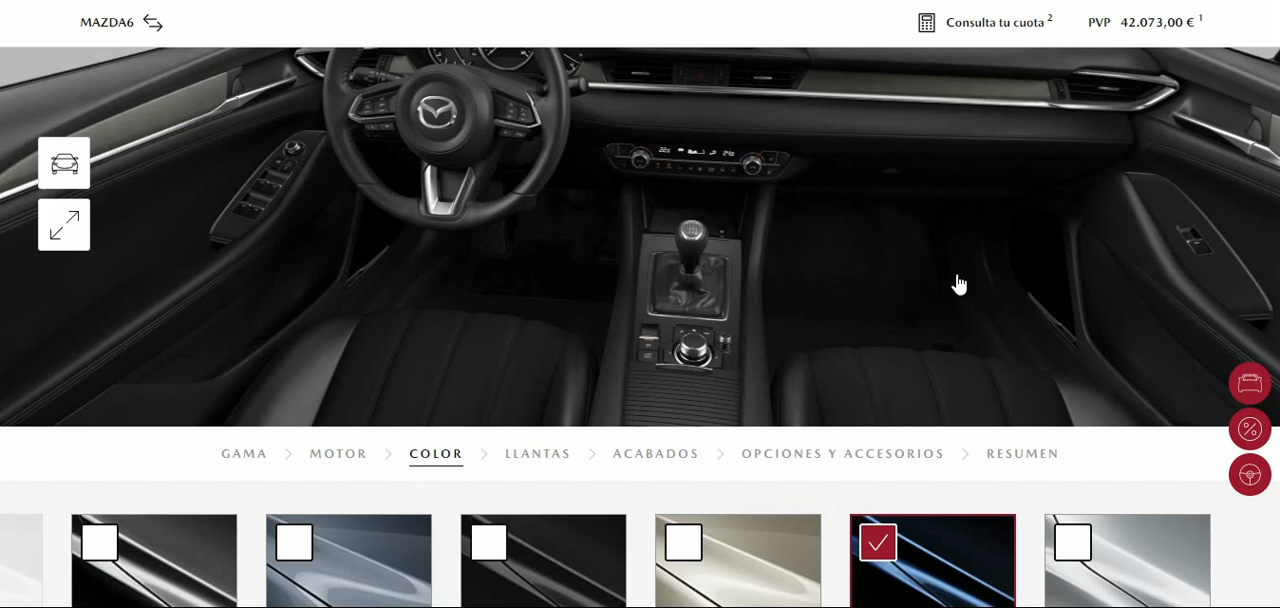 MAZDA6
Consulta tu cuota 2
PVP 42.073,00 € 1
GAMA
MOTOR
COLOR
LLANTAS
ACABADOS
OPCIONES Y ACCESORIOS
RESUMEN